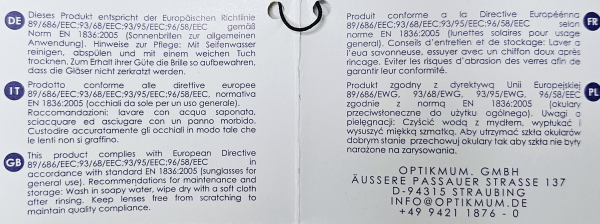 DE
Dieses Produkt entspricht der Europäischen Richtlinie
89/686/EEC:93/68/EEC:93/95/EEC:96/58/EEC gemäß
Norm EN 1836:2005 (Sonnenbrillen zur allgemeinen
Anwendung). Hinweise zur Pflege: Mit Seifenwasser
reinigen, abspülen und mit einem weichen Tuch
trocknen. Zum Erhalt ihrer Güte die Brille so aufbewahren,
dass die Gläser nicht zerkratzt werden.
IT
Prodotto conforme alle direttive europee
89/686/EEC:93/68/EEC:93/95/EEC:96/58/EEC, normativa
EN 1836:2005 (occhiali da sole per un uso generale).
Raccomandazioni: lavare con acqua saponata,
sciacquare ed asciugare con un panno morbido.
Custodire accuratamente gli occhiali in modo tale che
le lenti non si graffino.
GB
This product complies with European Directive
89/686/EEC;93/68/EEC;93/95/EEC;96/58/EEC in
accordance with standard EN 1836:2005 (sunglasses for
general use). Recommendations for maintenance and
storage: Wash in soapy water, wipe dry with a soft cloth
after rinsing. Keep lenses free from scratching to
maintain quality compliance.
FR
Produit conforme a la Directive Européenne
89/686/EEC:93/68/EEC:93/95/EEC:96/58/EEC selon
norme EN 1836:2005 (lunettes solaires pour usage
general). Conseils d'entretien et de stockage: Laver a
l'eau savonneuse, essuyer avec un chiffon doux après
rincage. Eviter les risques d'abrasion des verres afin de
garantir leur conformité.
PL
Produkt zgodny z dyrektywą Unii Europejskiej
89/686/EWG, 93/68/EWG, 93/95/EWG, 96/58/EEC
zgodnie z normą EN 1836:2005 (okulary
przeciwsłoneczne do użytku ogólnego). Uwagi o
pielęgnacji: Czyścić wodą z mydłem, wypłukać i
wysuszyć miękką szmatką. Aby utrzymać szkła okularów
dobrym stanie przechowuj okulary tak aby szkła nie były
narażone na zarysowania.
OPTIKMUM. GMBH
ÄUSSERE PASSAUER STRASSE 137
D-94315 STRAUBING
INFO@OPTIKMUM.DE
+49 9421 1876 - 0